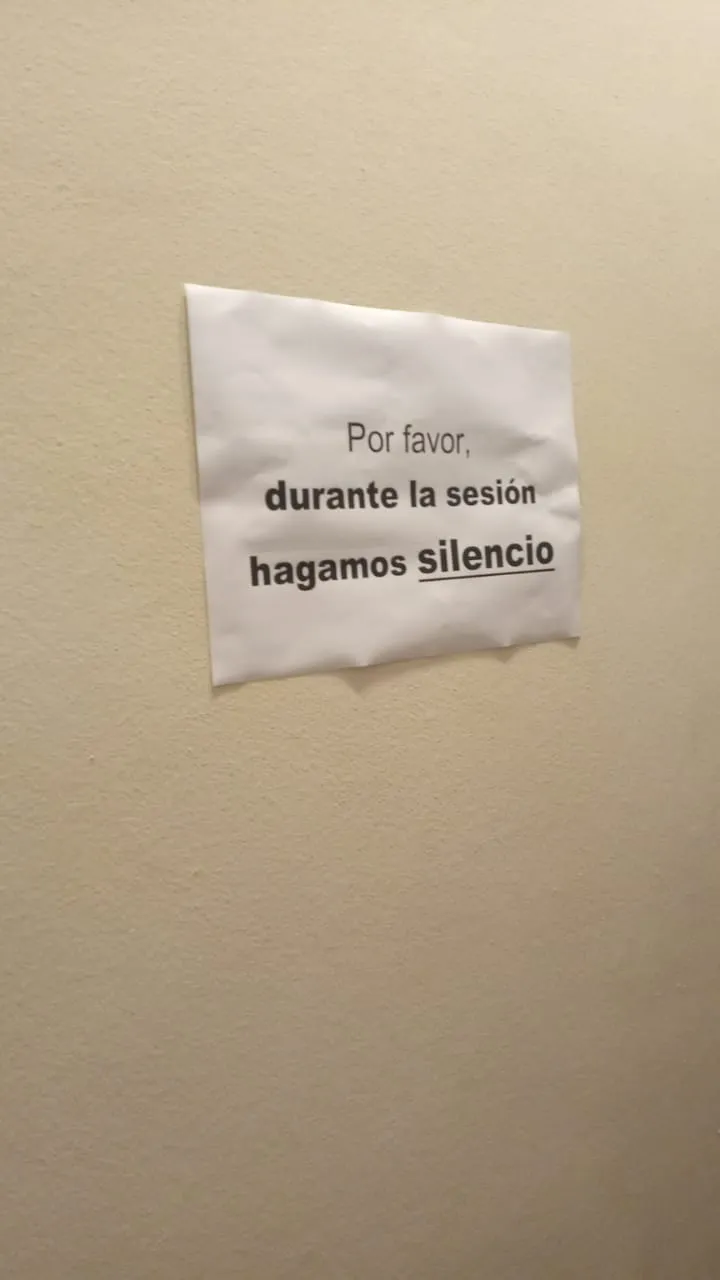 Por favor,
durante la sesión
hagamos silencio